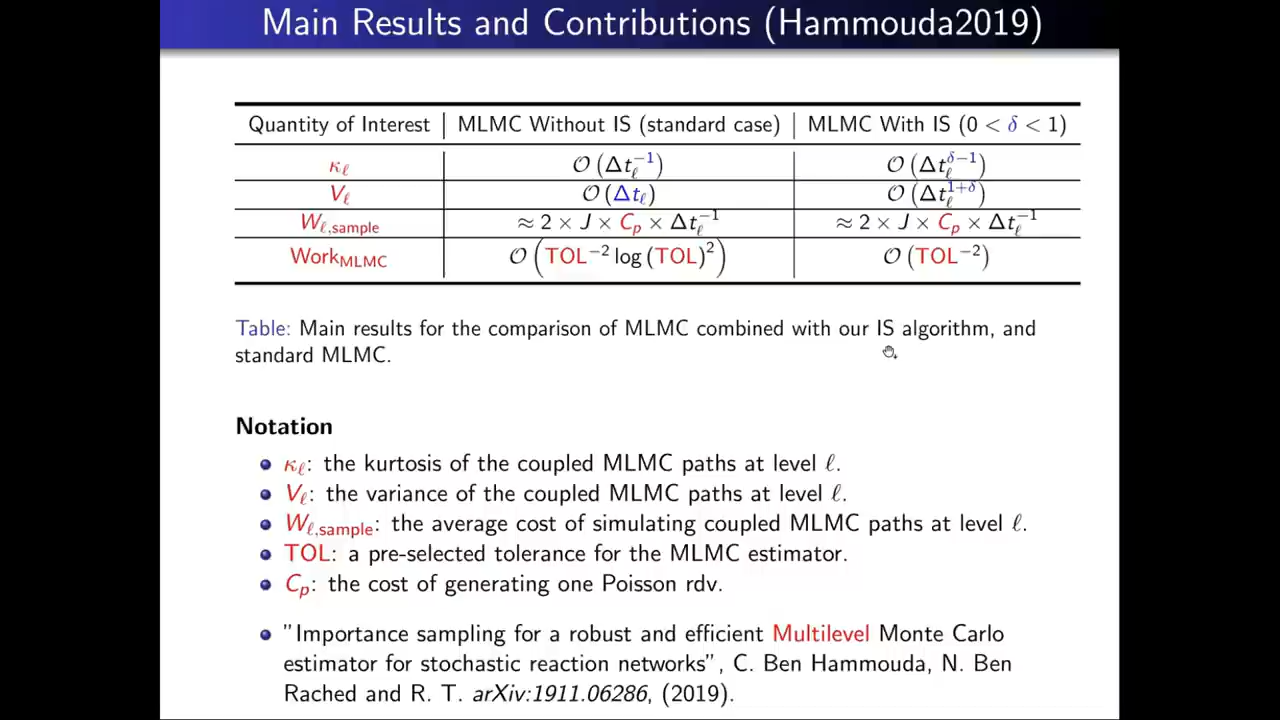 Main Results and Contributions (Hammouda2019)
Quantity of Interest | MLMC Without IS (standard case) | MLMC With IS (0 < δ < 1)
κ_ℓ | O(Δt_ℓ^{-1}) | O(Δt_ℓ^{δ-1})
V_ℓ | O(Δt_ℓ) | O(Δt_ℓ^{1+δ})
W_{ℓ,sample} | ≈ 2 × J × C_p × Δt_ℓ^{-1} | ≈ 2 × J × C_p × Δt_ℓ^{-1}
Work_{MLMC} | O(TOL^{-2} log(TOL)^2) | O(TOL^{-2})
Table: Main results for the comparison of MLMC combined with our IS algorithm, and
standard MLMC.
Notation
κ_ℓ: the kurtosis of the coupled MLMC paths at level ℓ.
V_ℓ: the variance of the coupled MLMC paths at level ℓ.
W_{ℓ,sample}: the average cost of simulating coupled MLMC paths at level ℓ.
TOL: a pre-selected tolerance for the MLMC estimator.
C_p: the cost of generating one Poisson rdv.
"Importance sampling for a robust and efficient Multilevel Monte Carlo
estimator for stochastic reaction networks", C. Ben Hammouda, N. Ben
Rached and R. T. arXiv:1911.06286, (2019).